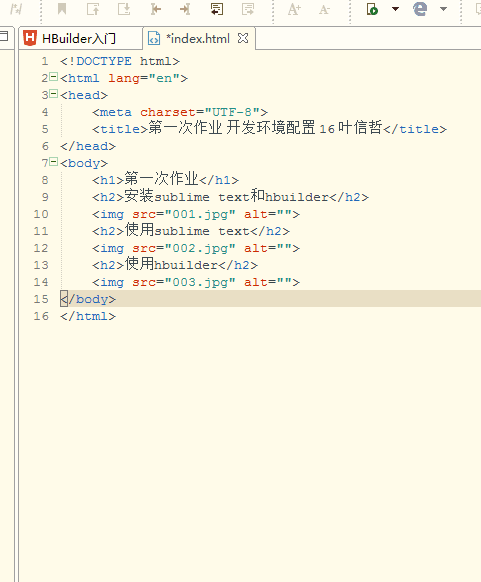 HBuilder入门
*index.html
1 <!DOCTYPE html>
2 <html lang="en">
3 <head>
4 <meta charset="UTF-8">
5 <title>第一次作业 开发环境配置 16 叶信哲</title>
6 </head>
7 <body>
8 <h1>第一次作业</h1>
9 <h2>安装sublime text和hbuilder</h2>
10 <img src="001.jpg" alt="">
11 <h2>使用sublime text</h2>
12 <img src="002.jpg" alt="">
13 <h2>使用hbuilder</h2>
14 <img src="003.jpg" alt="">
15 </body>
16 </html>